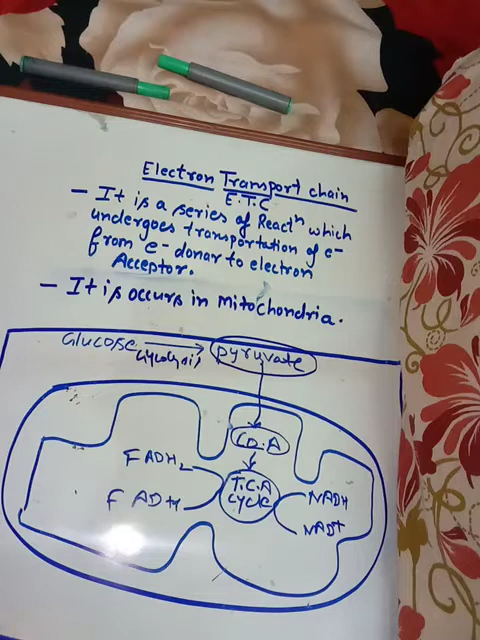 Electron Transport chain
E.T.C
- It is a series of Reactⁿ which
undergoes transportation of e-
from e- donar to electron
Acceptor.
- It is occurs in Mitochondria.
Glucose → pyruvate
Glycolysis
CO.A
FADH₂
T.C.A
cycle
NADH
FADH
NAD+